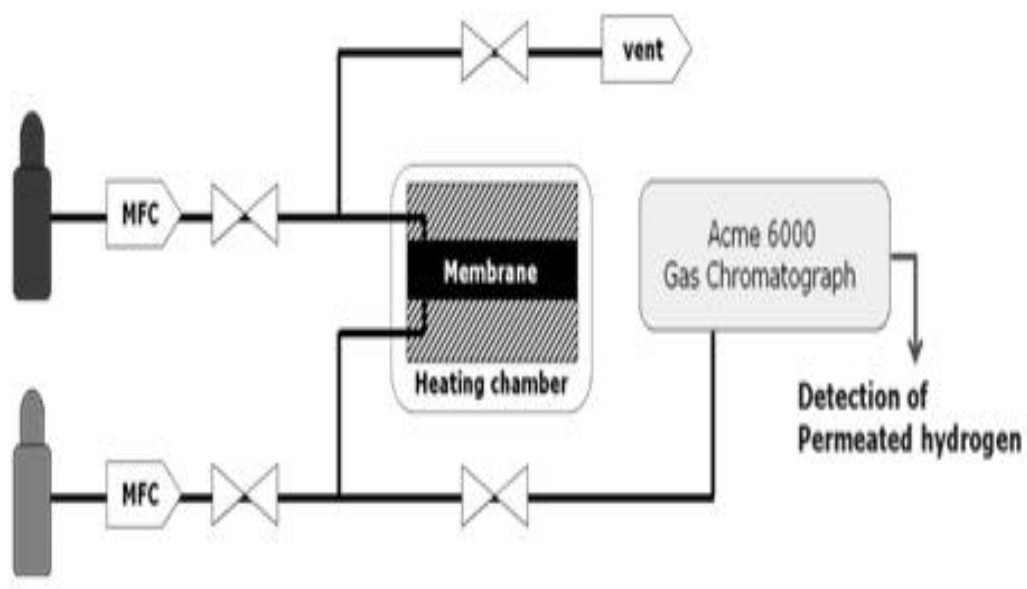 vent
MFC
Membrane
Heating chamber
Acme 6000
Gas Chromatograph
Detection of
Permeated hydrogen
MFC